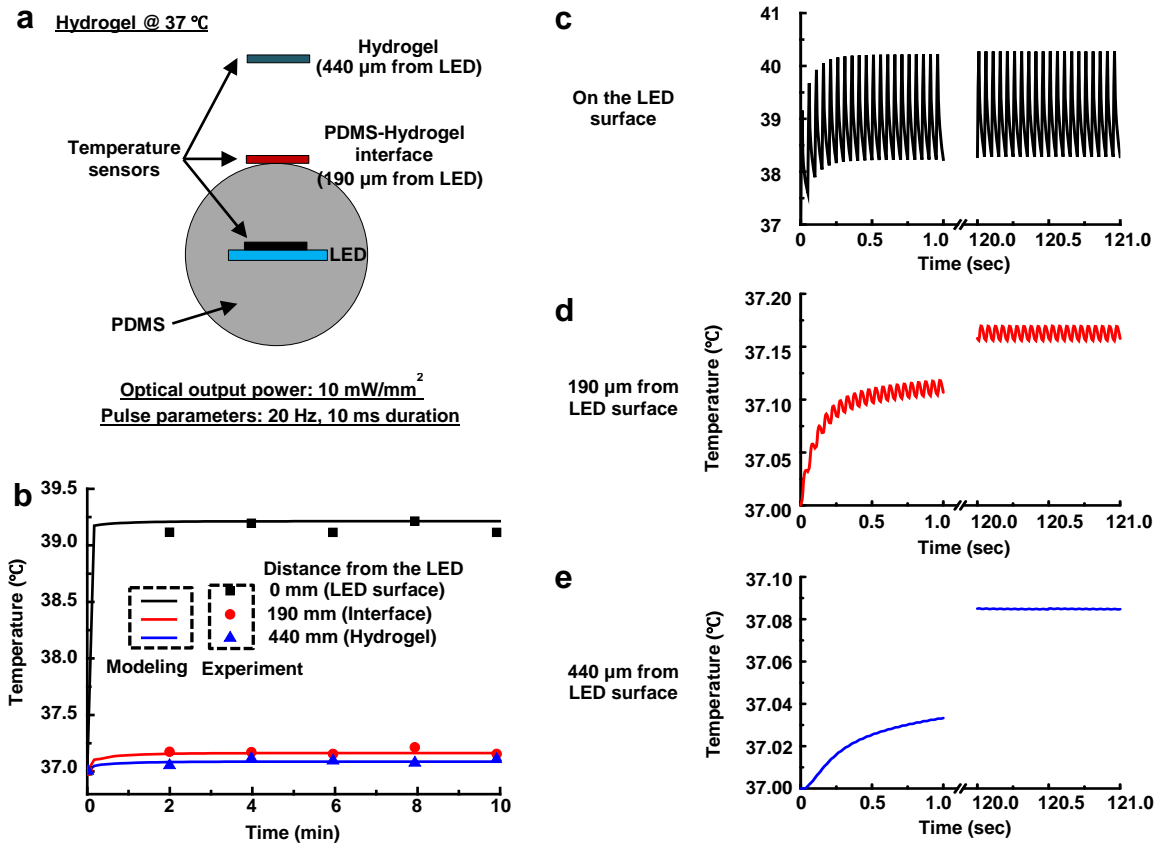 a
Hydrogel @ 37 ℃
Hydrogel
(440 µm from LED)
Temperature
sensors
PDMS-Hydrogel
interface
(190 µm from LED)
LED
PDMS
Optical output power: 10 mW/mm²
Pulse parameters: 20 Hz, 10 ms duration
b
39.5
39.0
38.5
38.0
37.5
37.0
Temperature (℃)
Distance from the LED
0 mm (LED surface)
190 mm (Interface)
440 mm (Hydrogel)
Modeling Experiment
0 2 4 6 8 10
Time (min)
c
On the LED
surface
41
40
39
38
37
0 0.5 1.0 120.0 120.5 121.0
Time (sec)
d
190 µm from
LED surface
Temperature (℃)
37.20
37.15
37.10
37.05
37.00
0 0.5 1.0 120.0 120.5 121.0
Time (sec)
e
440 µm from
LED surface
Temperature (℃)
37.10
37.08
37.06
37.04
37.02
37.00
0 0.5 1.0 120.0 120.5 121.0
Time (sec)